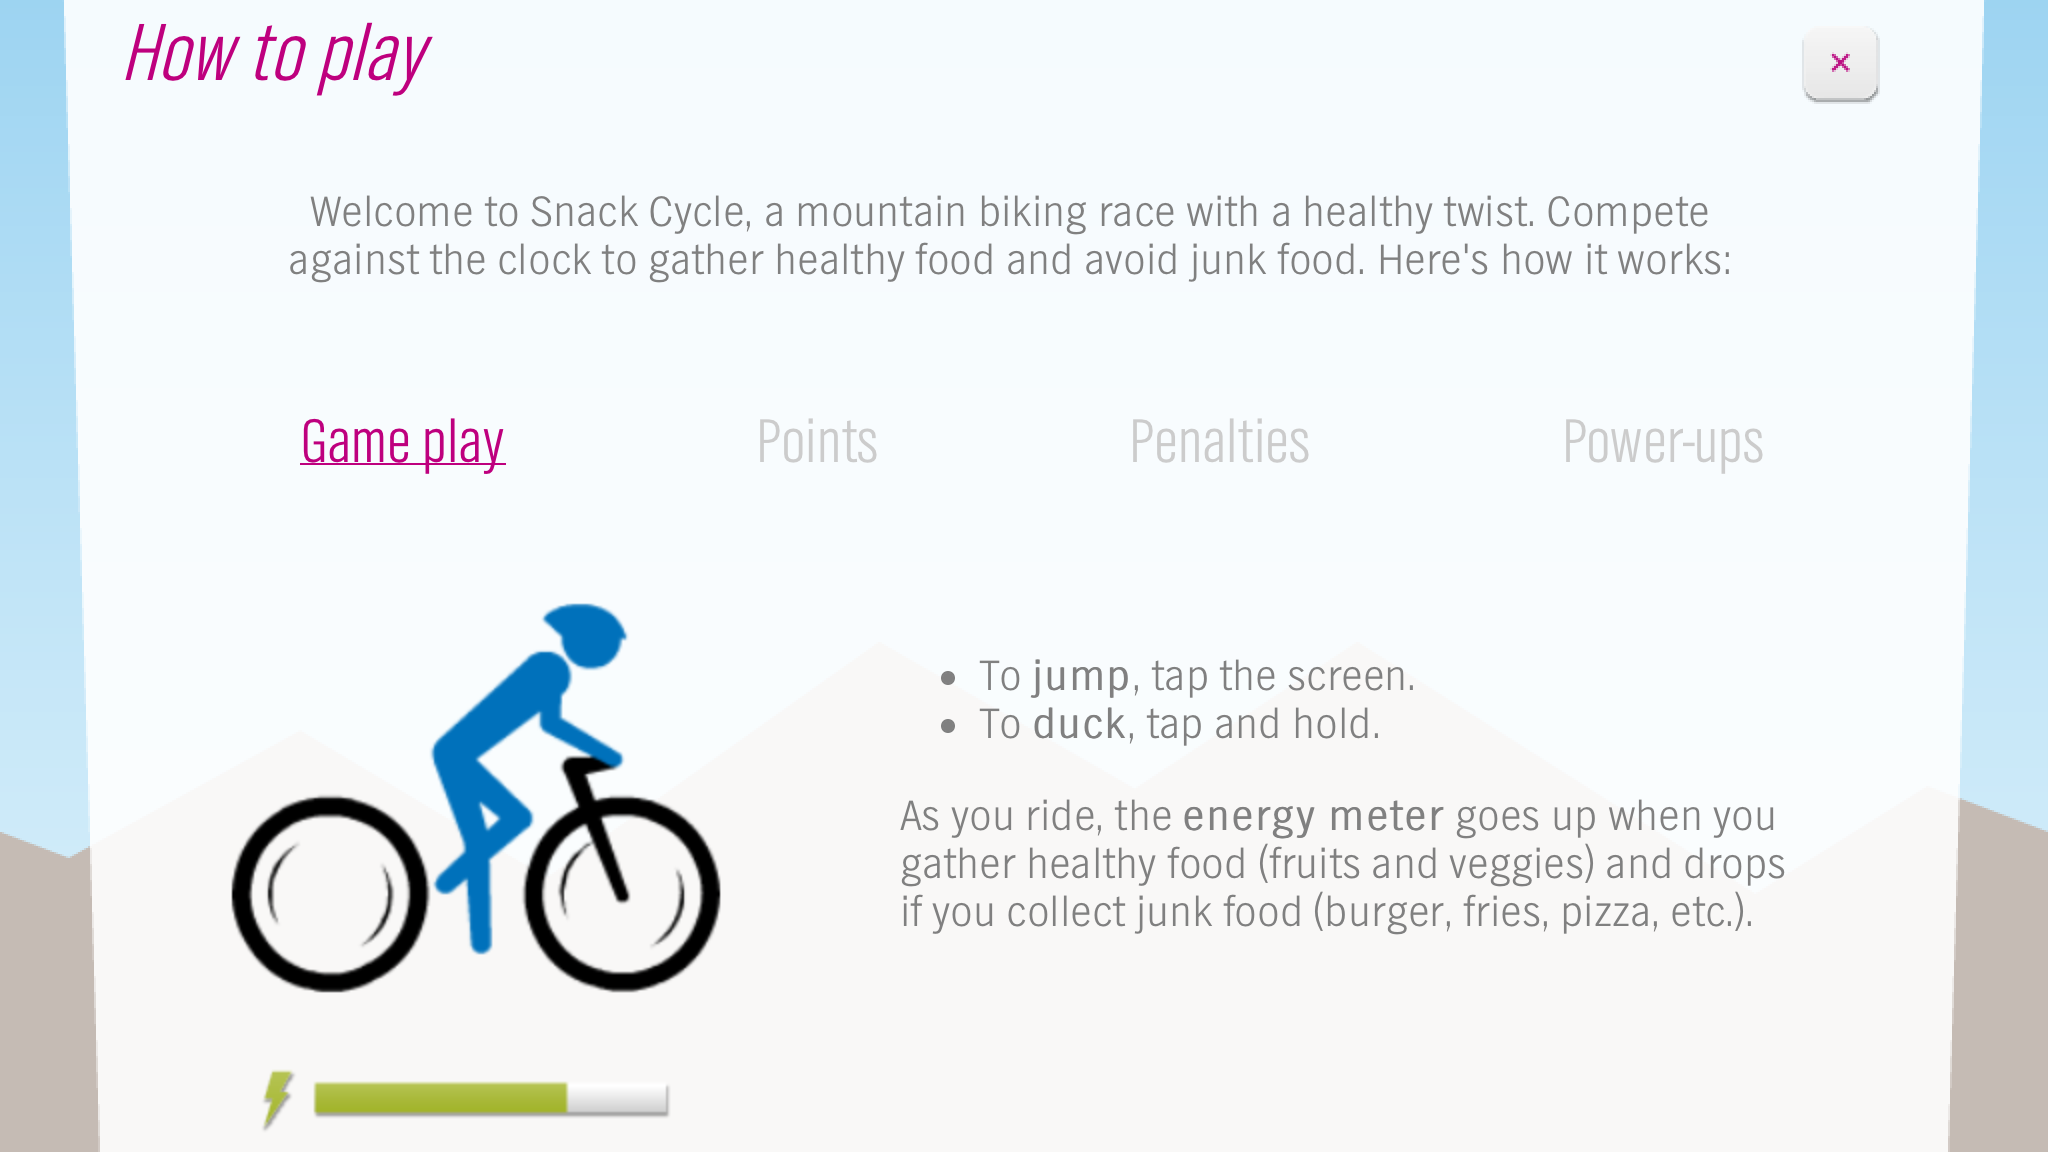 How to play
×
Welcome to Snack Cycle, a mountain biking race with a healthy twist. Compete
against the clock to gather healthy food and avoid junk food. Here's how it works:
Game play
Points
Penalties
Power-ups
• To jump, tap the screen.
• To duck, tap and hold.
As you ride, the energy meter goes up when you
gather healthy food (fruits and veggies) and drops
if you collect junk food (burger, fries, pizza, etc.).